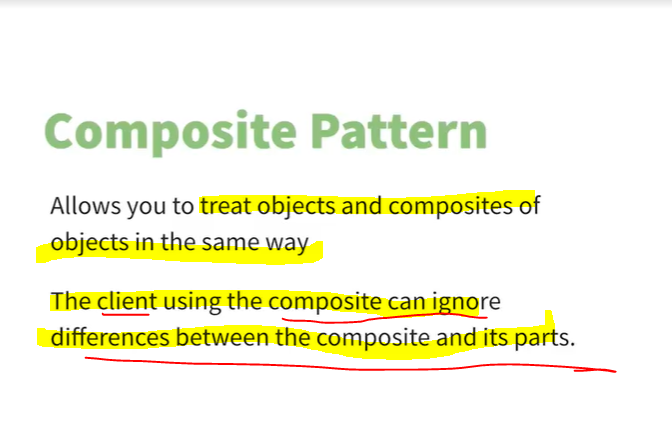 Composite Pattern
Allows you to treat objects and composites of
objects in the same way
The client using the composite can ignore
differences between the composite and its parts.